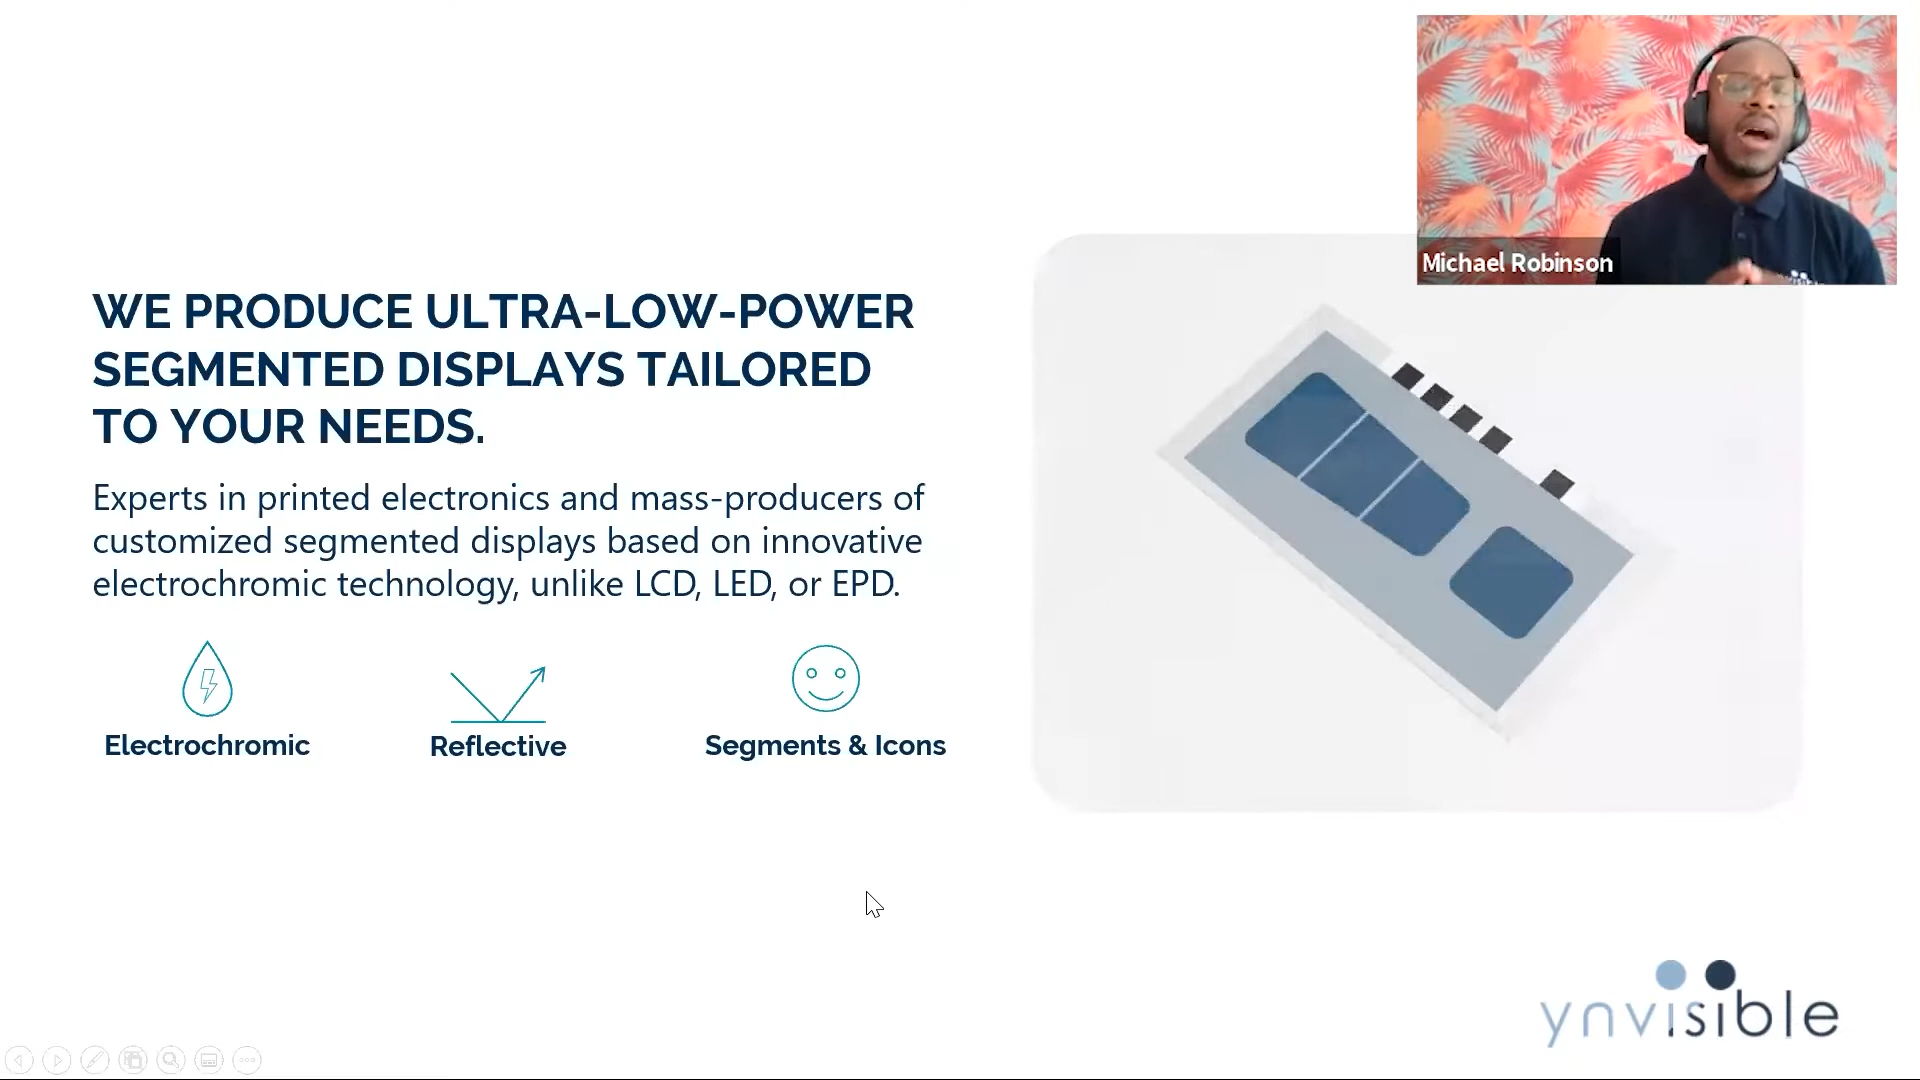 Michael Robinson
WE PRODUCE ULTRA-LOW-POWER
SEGMENTED DISPLAYS TAILORED
TO YOUR NEEDS.
Experts in printed electronics and mass-producers of
customized segmented displays based on innovative
electrochromic technology, unlike LCD, LED, or EPD.
Electrochromic
Reflective
Segments & Icons
ynvisible